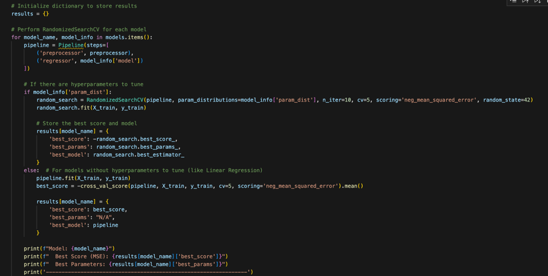 # Initialize dictionary to store results
results = {}

# Perform RandomizedSearchCV for each model
for model_name, model_info in models.items():
    pipeline = Pipeline(steps=[
        ('preprocessor', preprocessor),
        ('regressor', model_info['model'])
    ])

    # If there are hyperparameters to tune
    if model_info['param_dist']:
        random_search = RandomizedSearchCV(pipeline, param_distributions=model_info['param_dist'], n_iter=10, cv=5, scoring='neg_mean_squared_error', random_state=42)
        random_search.fit(X_train, y_train)

        # Store the best score and model
        results[model_name] = {
            'best_score': -random_search.best_score_,
            'best_params': random_search.best_params_,
            'best_model': random_search.best_estimator_
        }
    else:  # For models without hyperparameters to tune (like Linear Regression)
        pipeline.fit(X_train, y_train)
        best_score = -cross_val_score(pipeline, X_train, y_train, cv=5, scoring='neg_mean_squared_error').mean()

        results[model_name] = {
            'best_score': best_score,
            'best_params': "N/A",
            'best_model': pipeline
        }

    print(f"Model: {model_name}")
    print(f"  Best Score (MSE): {results[model_name]['best_score']}")
    print(f"  Best Parameters: {results[model_name]['best_params']}")